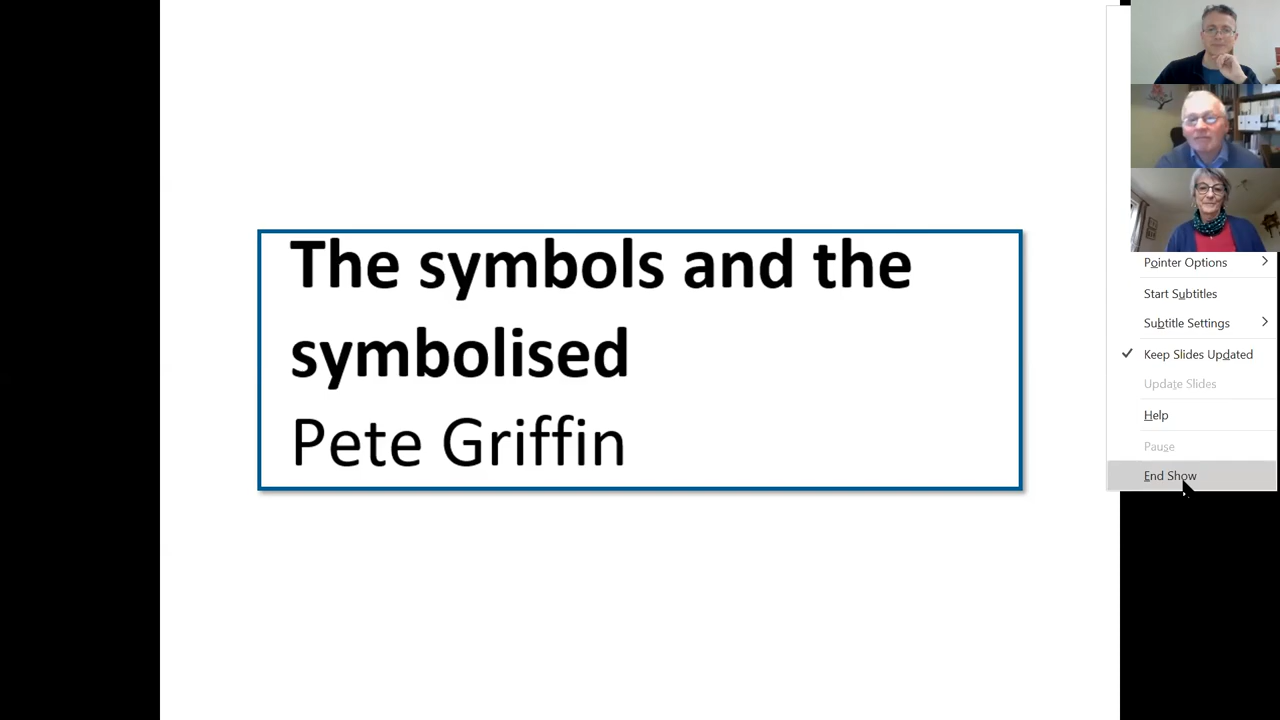 The symbols and the
symbolised
Pete Griffin
Pointer Options
Start Subtitles
Subtitle Settings
Keep Slides Updated
Update Slides
Help
Pause
End Show